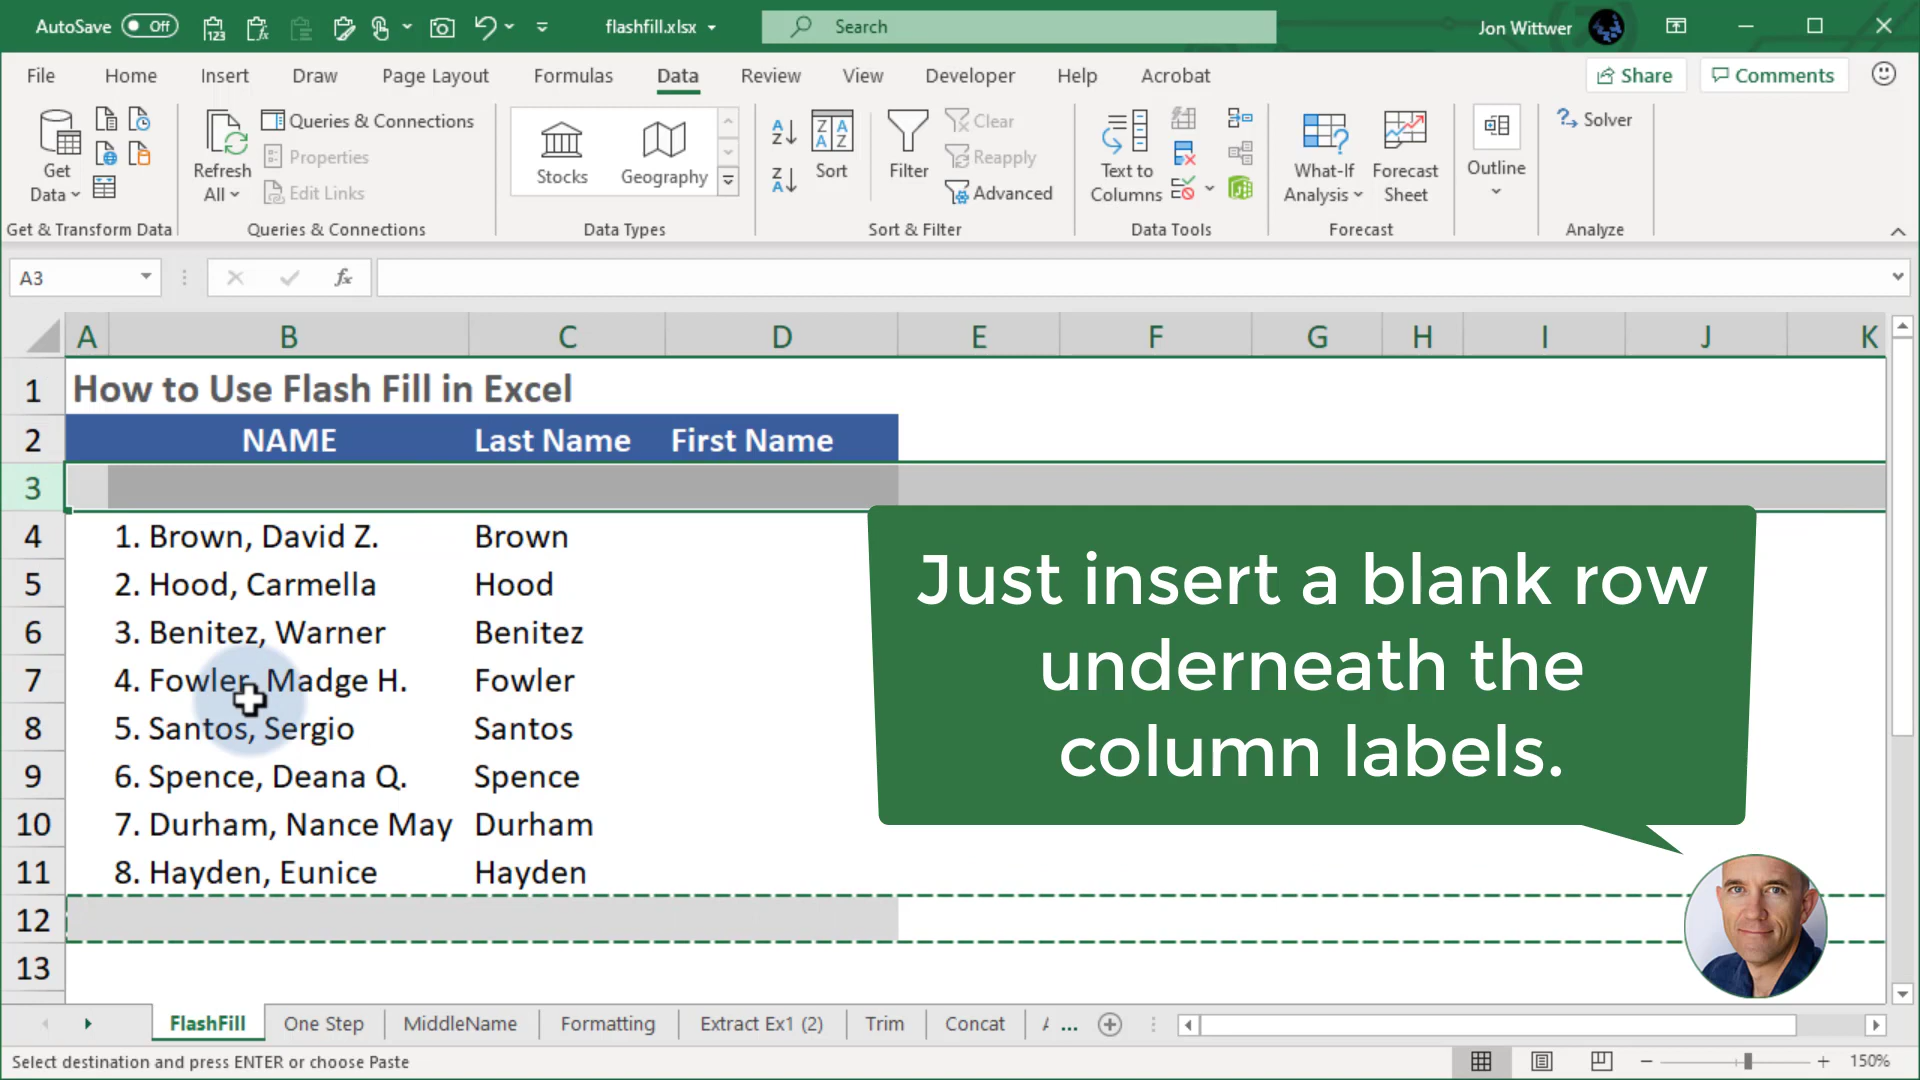 AutoSave Off flashfill.xlsx Search Jon Wittwer
File Home Insert Draw Page Layout Formulas Data Review View Developer Help Acrobat Share Comments
Get Data
Refresh All
Queries & Connections
Properties
Edit Links
Stocks
Geography
Sort
Filter
Clear
Reapply
Advanced
Text to Columns
What-If Analysis
Forecast Sheet
Outline
Solver
Get & Transform Data Queries & Connections Data Types Sort & Filter Data Tools Forecast Analyze
A3 fx
A B C D E F G H I J K
1 How to Use Flash Fill in Excel
2 NAME Last Name First Name
3
4 1. Brown, David Z. Brown
5 2. Hood, Carmella Hood
6 3. Benitez, Warner Benitez
7 4. Fowler, Madge H. Fowler
8 5. Santos, Sergio Santos
9 6. Spence, Deana Q. Spence
10 7. Durham, Nance May Durham
11 8. Hayden, Eunice Hayden
12
13
Just insert a blank row
underneath the
column labels.
FlashFill One Step MiddleName Formatting Extract Ex1 (2) Trim Concat ...
Select destination and press ENTER or choose Paste 150%